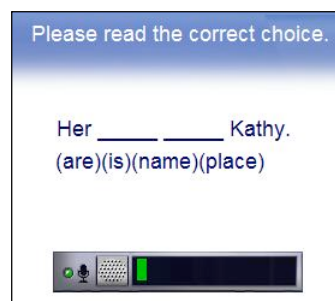 Please read the correct choice.
Her _____ _____ Kathy.
(are)(is)(name)(place)